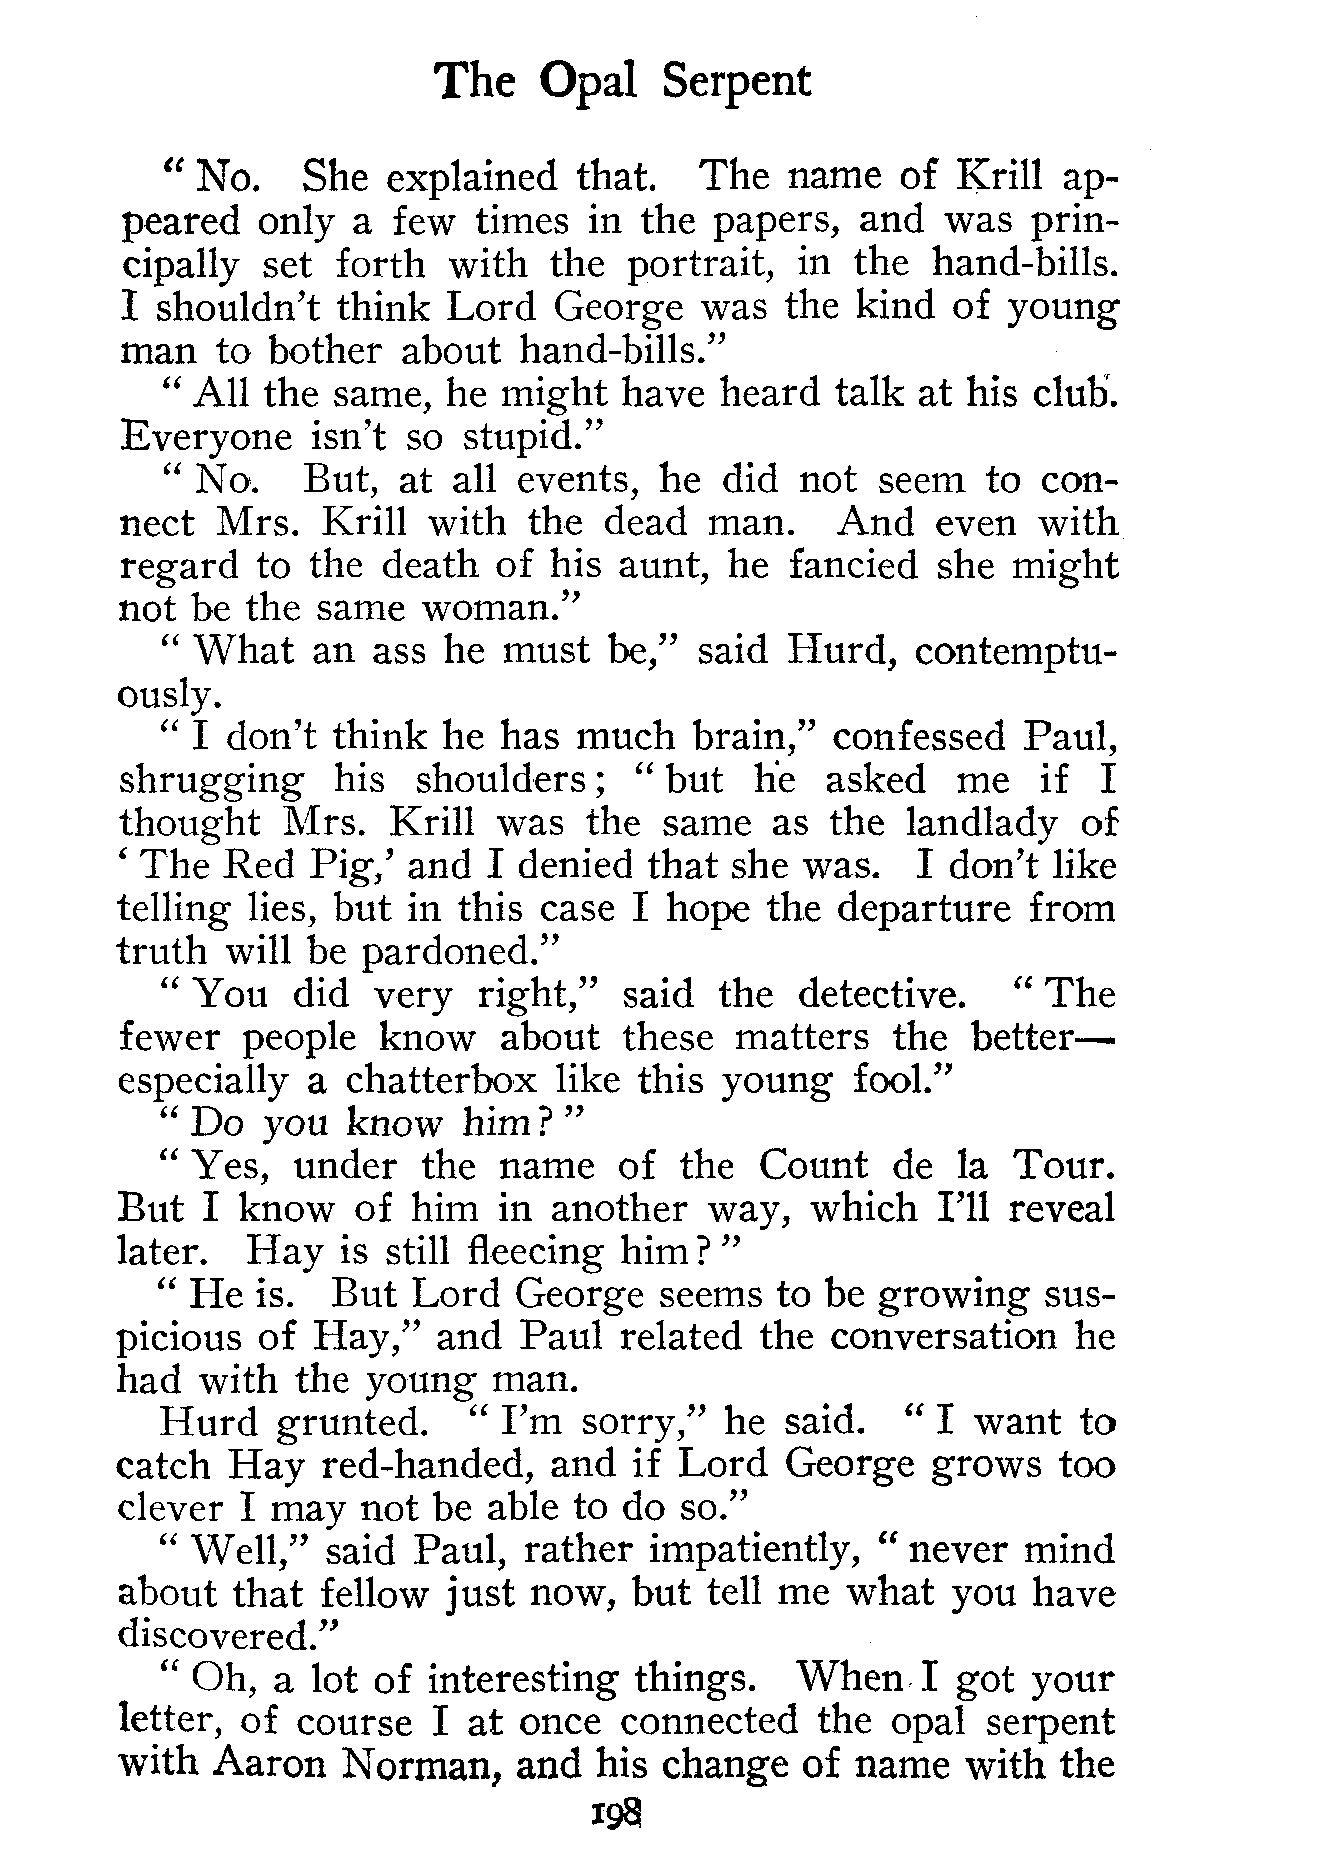 The Opal Serpent
“ No. She explained that. The name of Krill ap-
peared only a few times in the papers, and was prin-
cipally set forth with the portrait, in the hand-bills.
I shouldn’t think Lord George was the kind of young
man to bother about hand-bills.”
“ All the same, he might have heard talk at his club.
Everyone isn’t so stupid.”
“ No. But, at all events, he did not seem to con-
nect Mrs. Krill with the dead man. And even with
regard to the death of his aunt, he fancied she might
not be the same woman.”
“ What an ass he must be,” said Hurd, contemptu-
ously.
“ I don’t think he has much brain,” confessed Paul,
shrugging his shoulders; “ but he asked me if I
thought Mrs. Krill was the same as the landlady of
‘ The Red Pig,’ and I denied that she was. I don’t like
telling lies, but in this case I hope the departure from
truth will be pardoned.”
“ You did very right,” said the detective. “ The
fewer people know about these matters the better—
especially a chatterbox like this young fool.”
“ Do you know him? ”
“ Yes, under the name of the Count de la Tour.
But I know of him in another way, which I’ll reveal
later. Hay is still fleecing him? ”
“ He is. But Lord George seems to be growing sus-
picious of Hay,” and Paul related the conversation he
had with the young man.
Hurd grunted. “ I’m sorry,” he said. “ I want to
catch Hay red-handed, and if Lord George grows too
clever I may not be able to do so.”
“ Well,” said Paul, rather impatiently, “ never mind
about that fellow just now, but tell me what you have
discovered.”
“ Oh, a lot of interesting things. When I got your
letter, of course I at once connected the opal serpent
with Aaron Norman, and his change of name with the
198